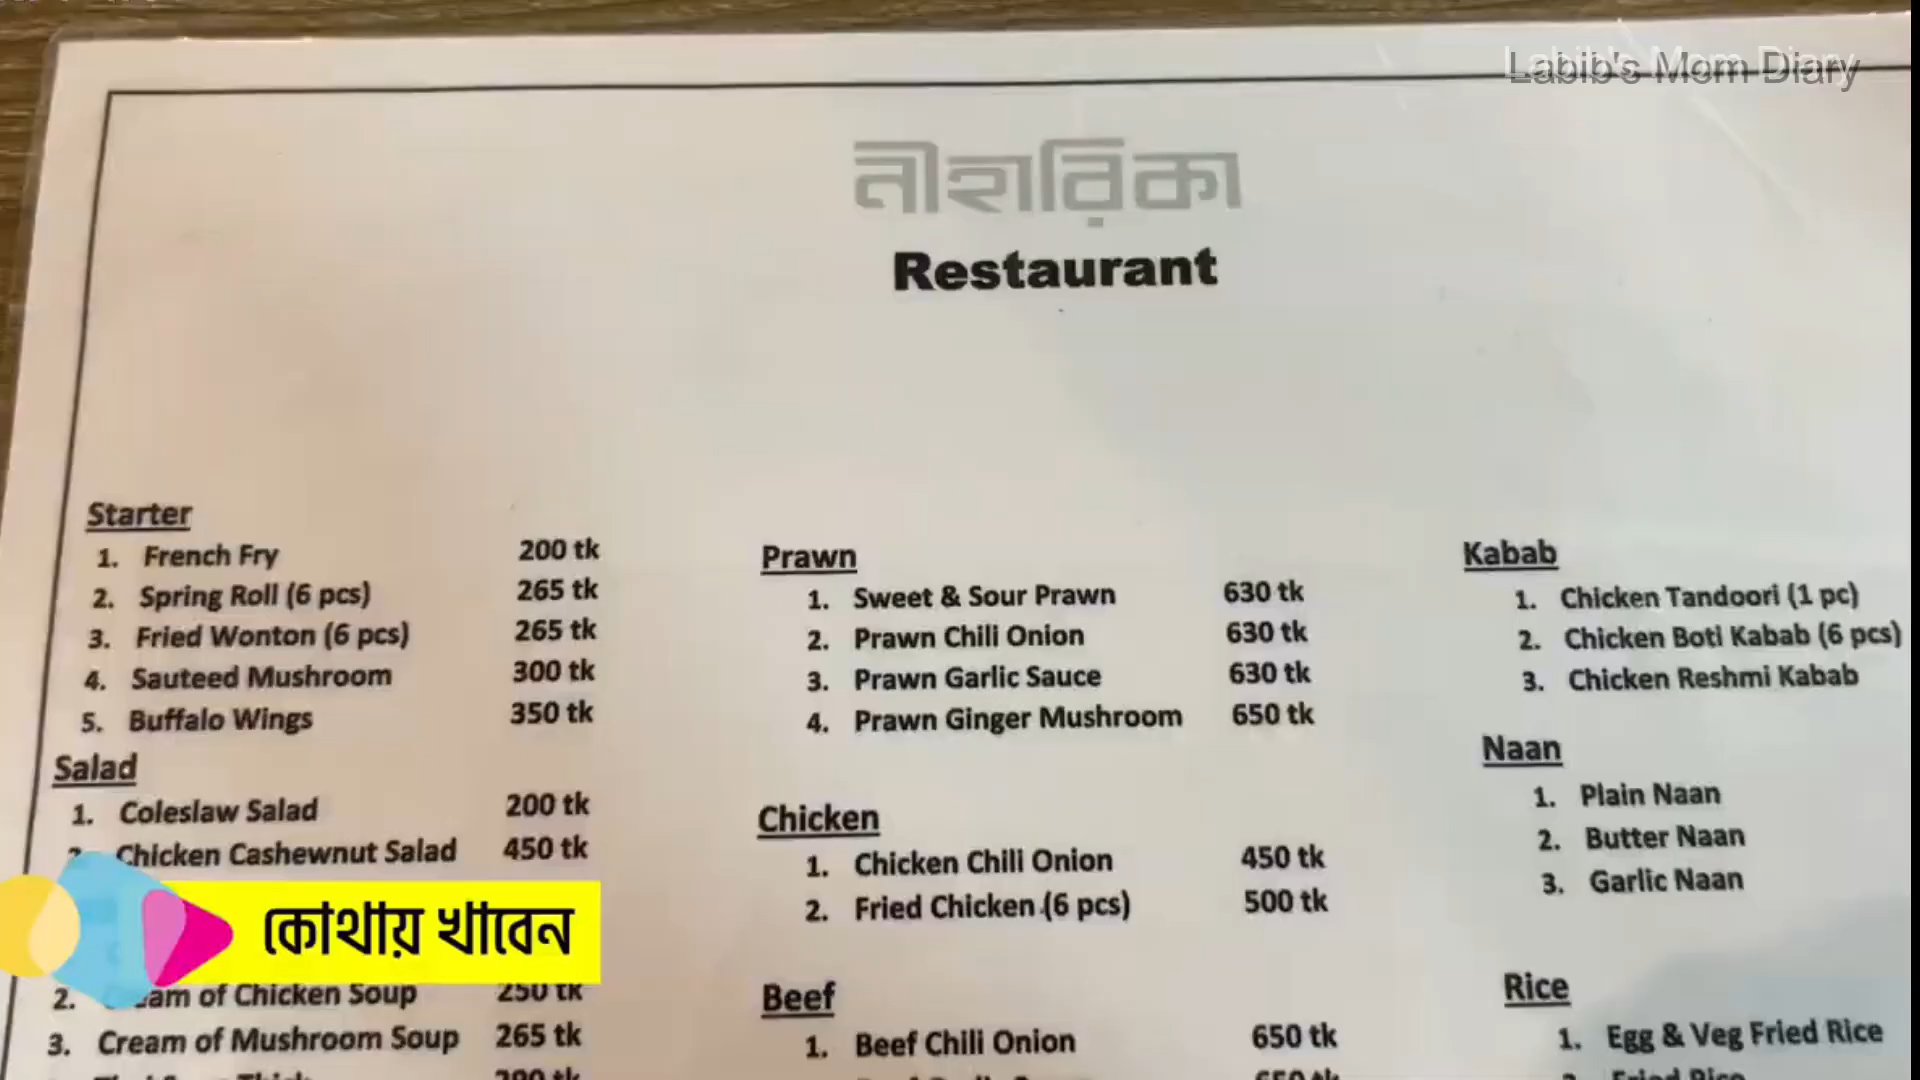 Labib's Mom Diary
নীহারিকা
Restaurant
Starter
1. French Fry 200 tk
2. Spring Roll (6 pcs) 265 tk
3. Fried Wonton (6 pcs) 265 tk
4. Sauteed Mushroom 300 tk
5. Buffalo Wings 350 tk
Salad
1. Coleslaw Salad 200 tk
Chicken Cashewnut Salad 450 tk
কোথায় খাবেন
2. of Chicken Soup 250 tk
3. Cream of Mushroom Soup 265 tk
Prawn
1. Sweet & Sour Prawn 630 tk
2. Prawn Chili Onion 630 tk
3. Prawn Garlic Sauce 630 tk
4. Prawn Ginger Mushroom 650 tk
Chicken
1. Chicken Chili Onion 450 tk
2. Fried Chicken (6 pcs) 500 tk
Beef
1. Beef Chili Onion 650 tk
Kabab
1. Chicken Tandoori (1 pc)
2. Chicken Boti Kabab (6 pcs)
3. Chicken Reshmi Kabab
Naan
1. Plain Naan
2. Butter Naan
3. Garlic Naan
Rice
1. Egg & Veg Fried Rice